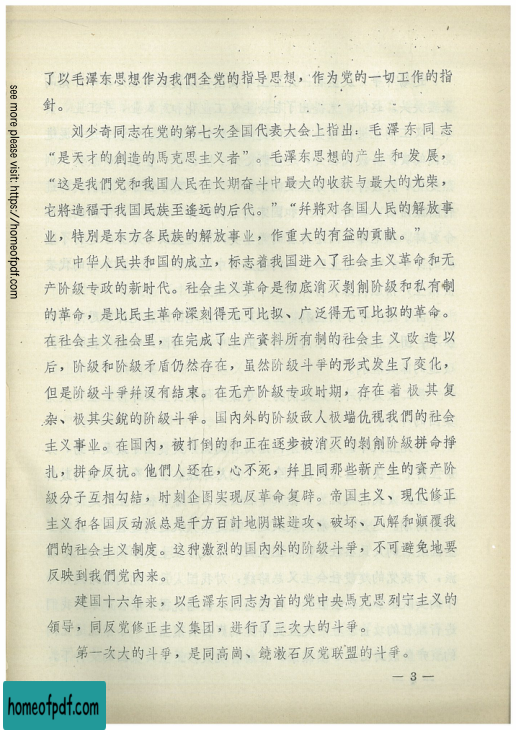 see more please visit: https://homeofpdf.com
了以毛澤东思想作为我們全党的指导思想，作为党的一切工作的指
針。
刘少奇同志在党的第七次全国代表大会上指出，毛澤东同志
“是天才的創造的馬克思主义者”。毛澤东思想的产生和发展，
“这是我們党和我国人民在长期奋斗中最大的收获与最大的光荣，
它將造福于我国民族至遙远的后代。”“幷將对各国人民的解放事
业，特別是东方各民族的解放事业，作重大的有益的貢献。”
中华人民共和国的成立，标志着我国进入了社会主义革命和无
产阶级专政的新时代。社会主义革命是彻底消灭剝削阶級和私有制
的革命，是比民主革命深刻得无可比拟、广泛得无可比拟的革命。
在社会主义社会里，在完成了生产資料所有制的社会主义改造以
后，阶級和阶級矛盾仍然存在，虽然阶級斗爭的形式发生了变化，
但是阶級斗爭幷沒有結束。在无产阶級专政时期，存在着极其复
杂、极其尖銳的阶級斗爭。国內外的阶級敌人极端仇视我們的社会
主义事业。在国內，被打倒的和正在逐步被消灭的剝削阶級拼命掙
扎，拼命反抗。他們人还在，心不死，幷且同那些新产生的資产阶
級分子互相勾結，时刻企图实現反革命复辟。帝国主义、現代修正
主义和各国反动派总是千方百計地阴謀进攻、破坏、瓦解和顚覆我
們的社会主义制度。这种激烈的国內外的阶級斗爭，不可避免地要
反映到我們党內来。
建国十六年来，以毛澤东同志为首的党中央馬克思列宁主义的
領导，同反党修正主义集团，进行了三次大的斗爭。
第一次大的斗爭，是同高崗、饒漱石反党联盟的斗爭。
— 3 —
homeofpdf.com